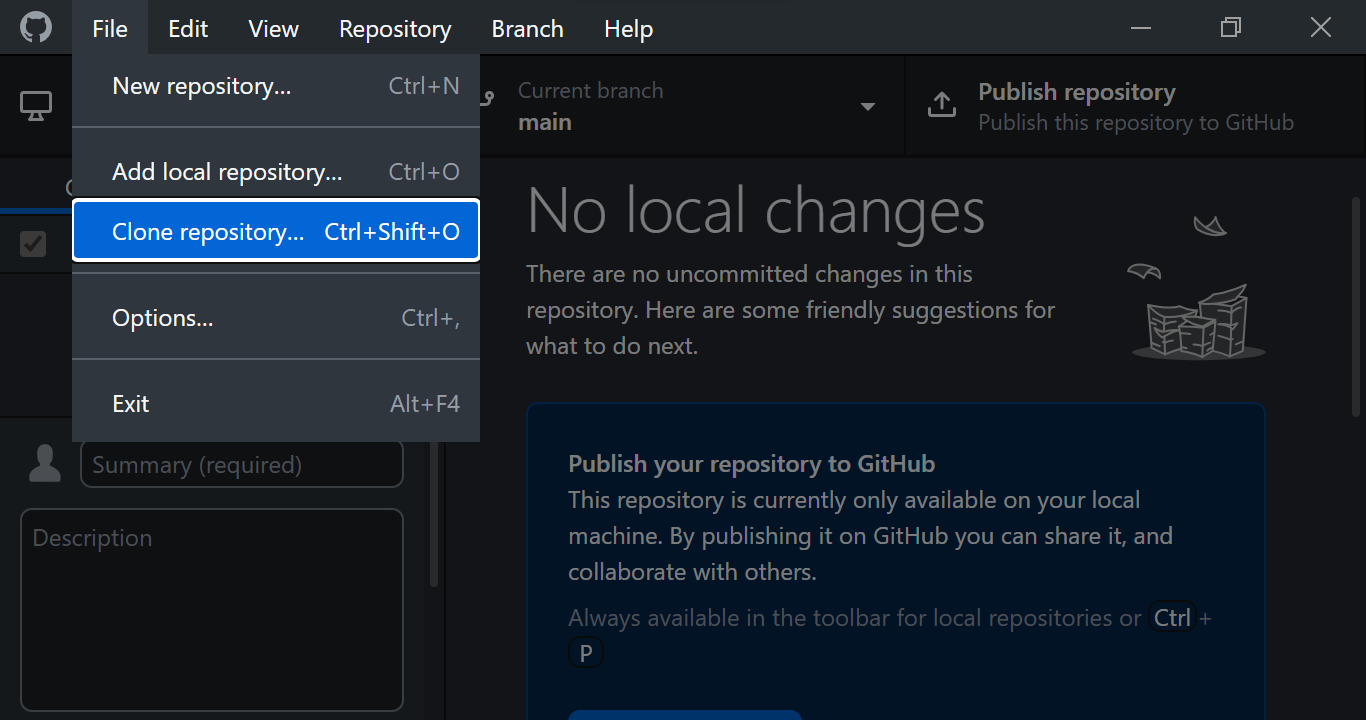 File Edit View Repository Branch Help
New repository... Ctrl+N
Add local repository... Ctrl+O
Clone repository... Ctrl+Shift+O
Options... Ctrl+,
Exit Alt+F4
Current branch
main
Publish repository
Publish this repository to GitHub
No local changes
There are no uncommitted changes in this
repository. Here are some friendly suggestions for
what to do next.
Publish your repository to GitHub
This repository is currently only available on your local
machine. By publishing it on GitHub you can share it, and
collaborate with others.
Always available in the toolbar for local repositories or Ctrl +
P
Summary (required)
Description